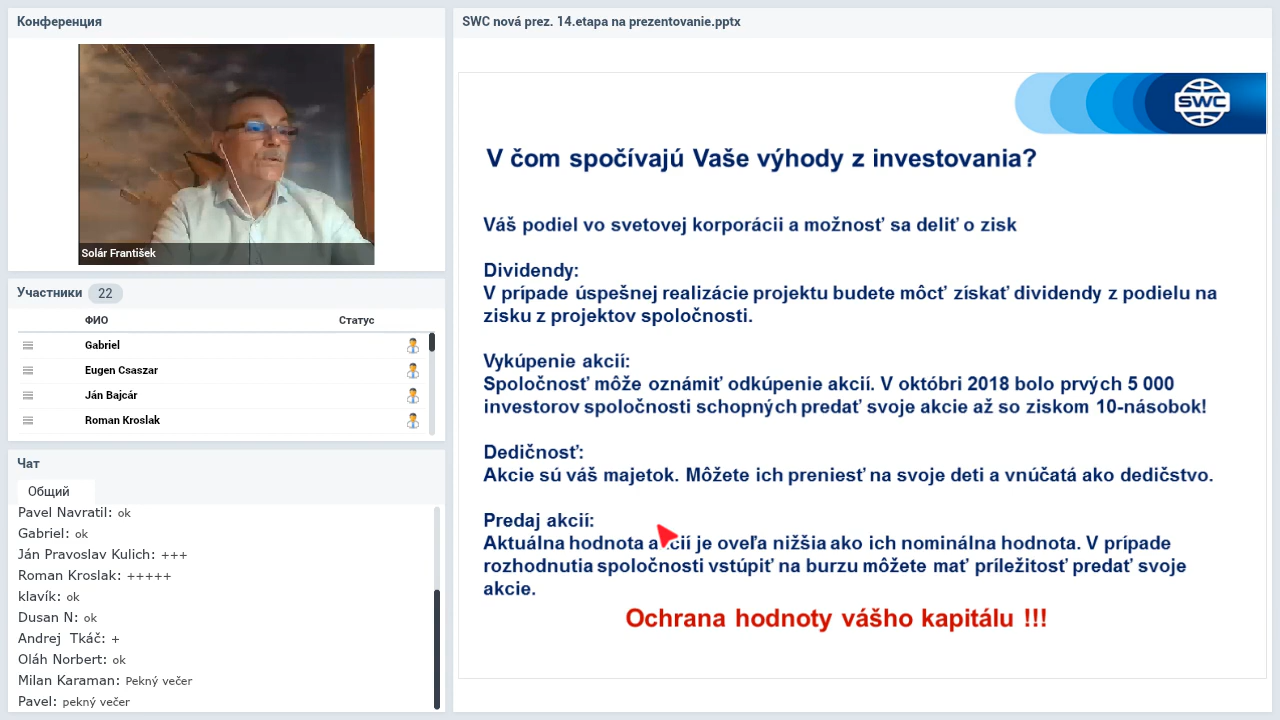 Конференция
Solár František
Участники 22
ФИО Статус
Gabriel
Eugen Csaszar
Ján Bajcár
Roman Kroslak
Чат
Общий
Pavel Navratil: ok
Gabriel: ok
Ján Pravoslav Kulich: +++
Roman Kroslak: +++++
klavík: ok
Dusan N: ok
Andrej Tkáč: +
Oláh Norbert: ok
Milan Karaman: Pekný večer
Pavel: pekný večer
SWC nová prez. 14.etapa na prezentovanie.pptx
SWC
V čom spočívajú Vaše výhody z investovania?
Váš podiel vo svetovej korporácii a možnosť sa deliť o zisk
Dividendy:
V prípade úspešnej realizácie projektu budete môcť získať dividendy z podielu na
zisku z projektov spoločnosti.
Vykúpenie akcií:
Spoločnosť môže oznámiť odkúpenie akcií. V októbri 2018 bolo prvých 5 000
investorov spoločnosti schopných predať svoje akcie až so ziskom 10-násobok!
Dedičnosť:
Akcie sú váš majetok. Môžete ich preniesť na svoje deti a vnúčatá ako dedičstvo.
Predaj akcií:
Aktuálna hodnota akcií je oveľa nižšia ako ich nominálna hodnota. V prípade
rozhodnutia spoločnosti vstúpiť na burzu môžete mať príležitosť predať svoje
akcie.
Ochrana hodnoty vášho kapitálu !!!